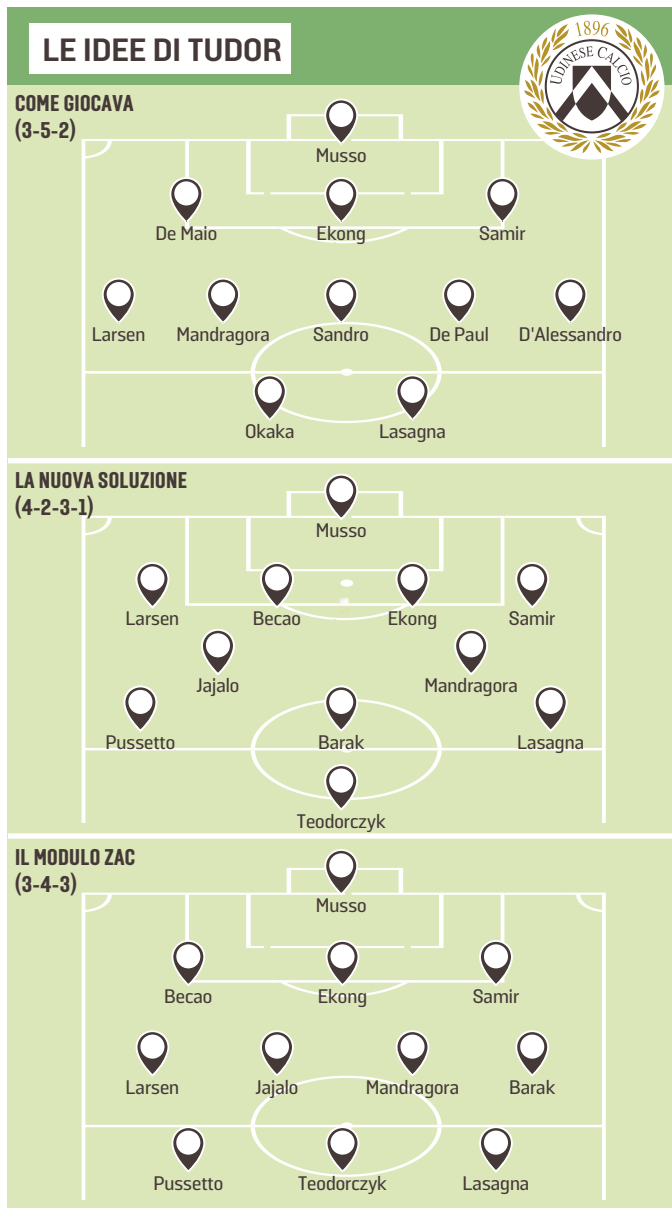 LE IDEE DI TUDOR
1896
UDINESE CALCIO
COME GIOCAVA
(3-5-2)
Musso
De Maio Ekong Samir
Larsen Mandragora Sandro De Paul D'Alessandro
Okaka Lasagna
LA NUOVA SOLUZIONE
(4-2-3-1)
Musso
Larsen Becao Ekong Samir
Jajalo Mandragora
Pussetto Barak Lasagna
Teodorczyk
IL MODULO ZAC
(3-4-3)
Musso
Becao Ekong Samir
Larsen Jajalo Mandragora Barak
Pussetto Teodorczyk Lasagna